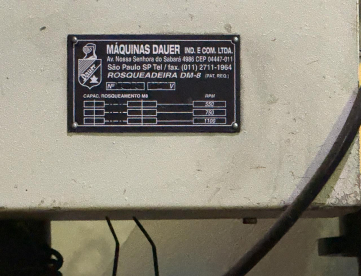 MÁQUINAS DAUER IND. E COM. LTDA.
Av. Nossa Senhora do Sabará 4986 CEP 04447-011
São Paulo SP Tel / fax. (011) 2711-1964
ROSQUEADEIRA DM-8 (PAT. REQ.)
Nº V
CAPAC. ROSQUEAMENTO M8 RPM
550
750
1100